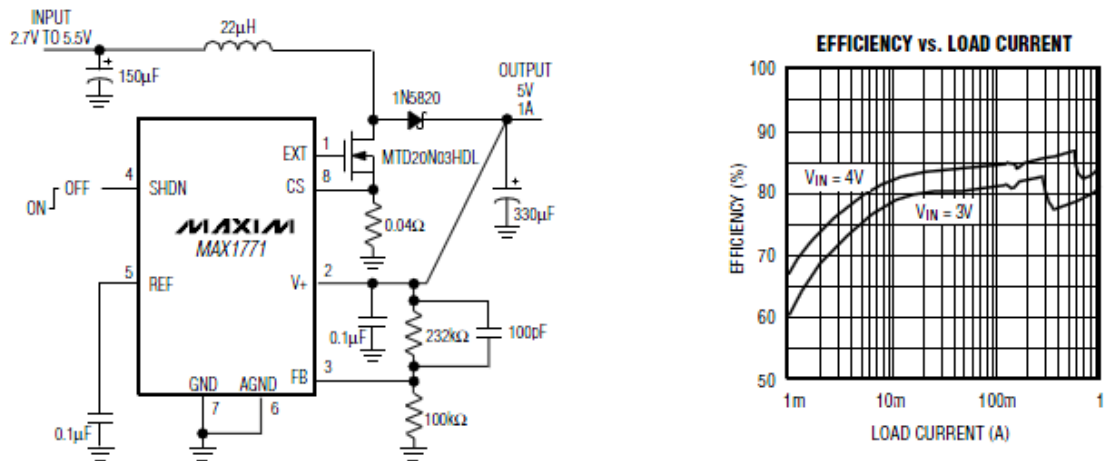 INPUT
2.7V TO 5.5V
22µH
150µF
+
OUTPUT
5V
1A
1N5820
EXT
1
MTD20N03HDL
CS
8
4
SHDN
OFF
ON
+
330µF
0.04Ω
MAXIM
MAX1771
5
REF
V+
2
0.1µF
232kΩ
100pF
FB
3
GND
AGND
7
6
100kΩ
0.1µF
EFFICIENCY vs. LOAD CURRENT
100
90
80
70
60
50
EFFICIENCY (%)
VIN = 4V
VIN = 3V
1m
10m
100m
1
LOAD CURRENT (A)